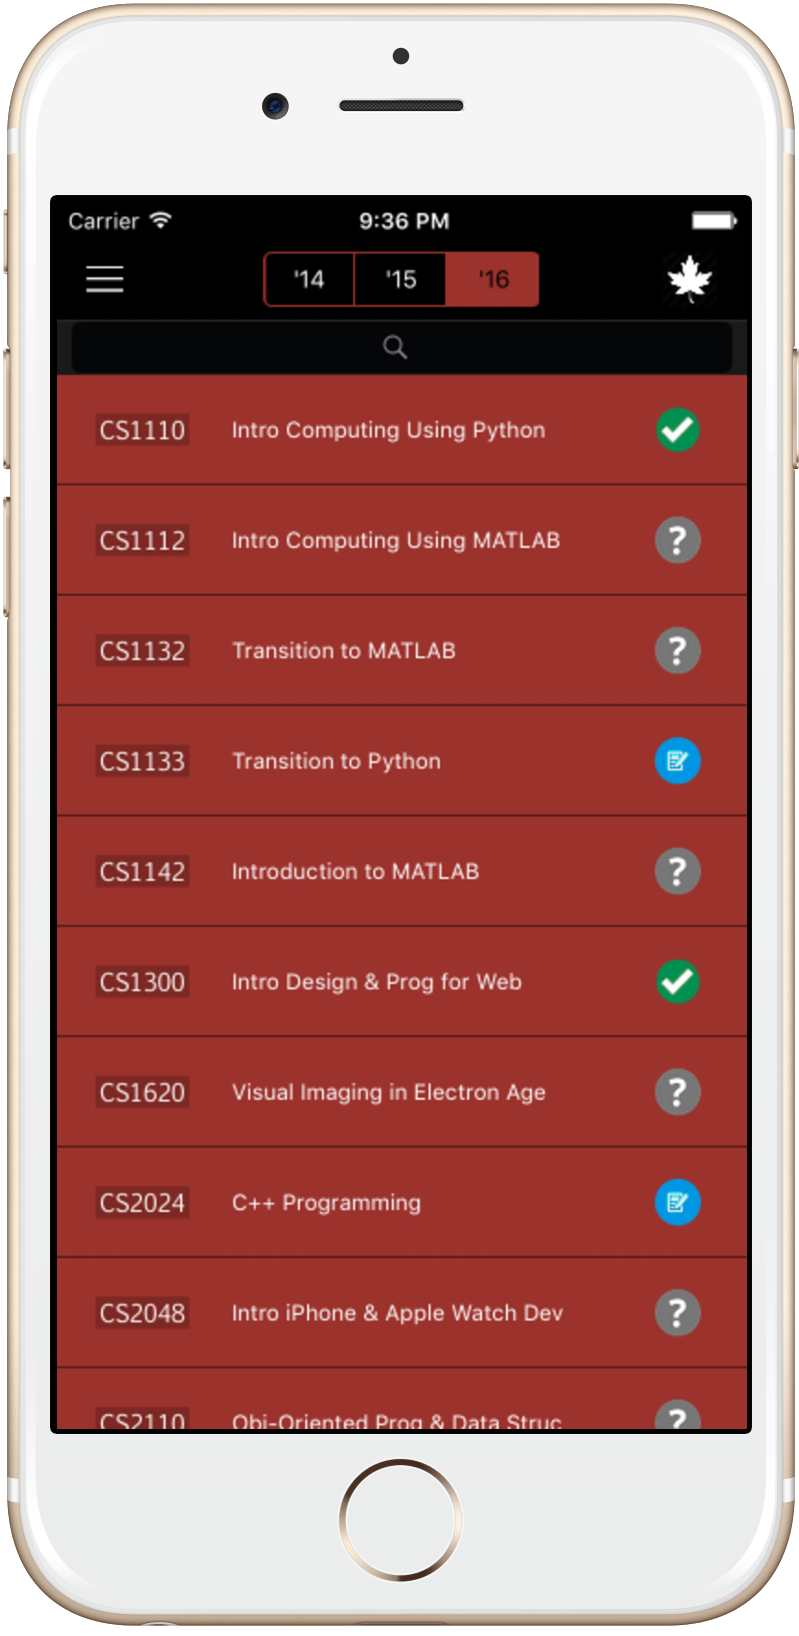 Carrier 9:36 PM
'14 '15 '16
CS1110 Intro Computing Using Python
CS1112 Intro Computing Using MATLAB
CS1132 Transition to MATLAB
CS1133 Transition to Python
CS1142 Introduction to MATLAB
CS1300 Intro Design & Prog for Web
CS1620 Visual Imaging in Electron Age
CS2024 C++ Programming
CS2048 Intro iPhone & Apple Watch Dev
CS2110 Obj-Oriented Prog & Data Struc